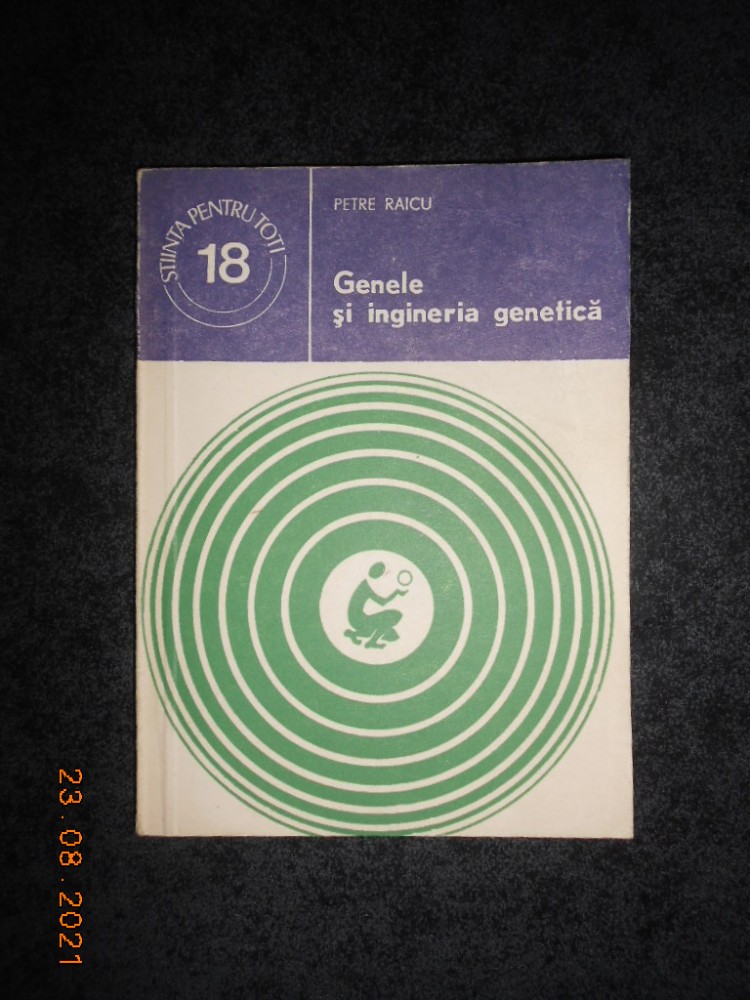 STIINTA PENTRU TOTI
18
PETRE RAICU
Genele
şi ingineria genetică
23.08.2021